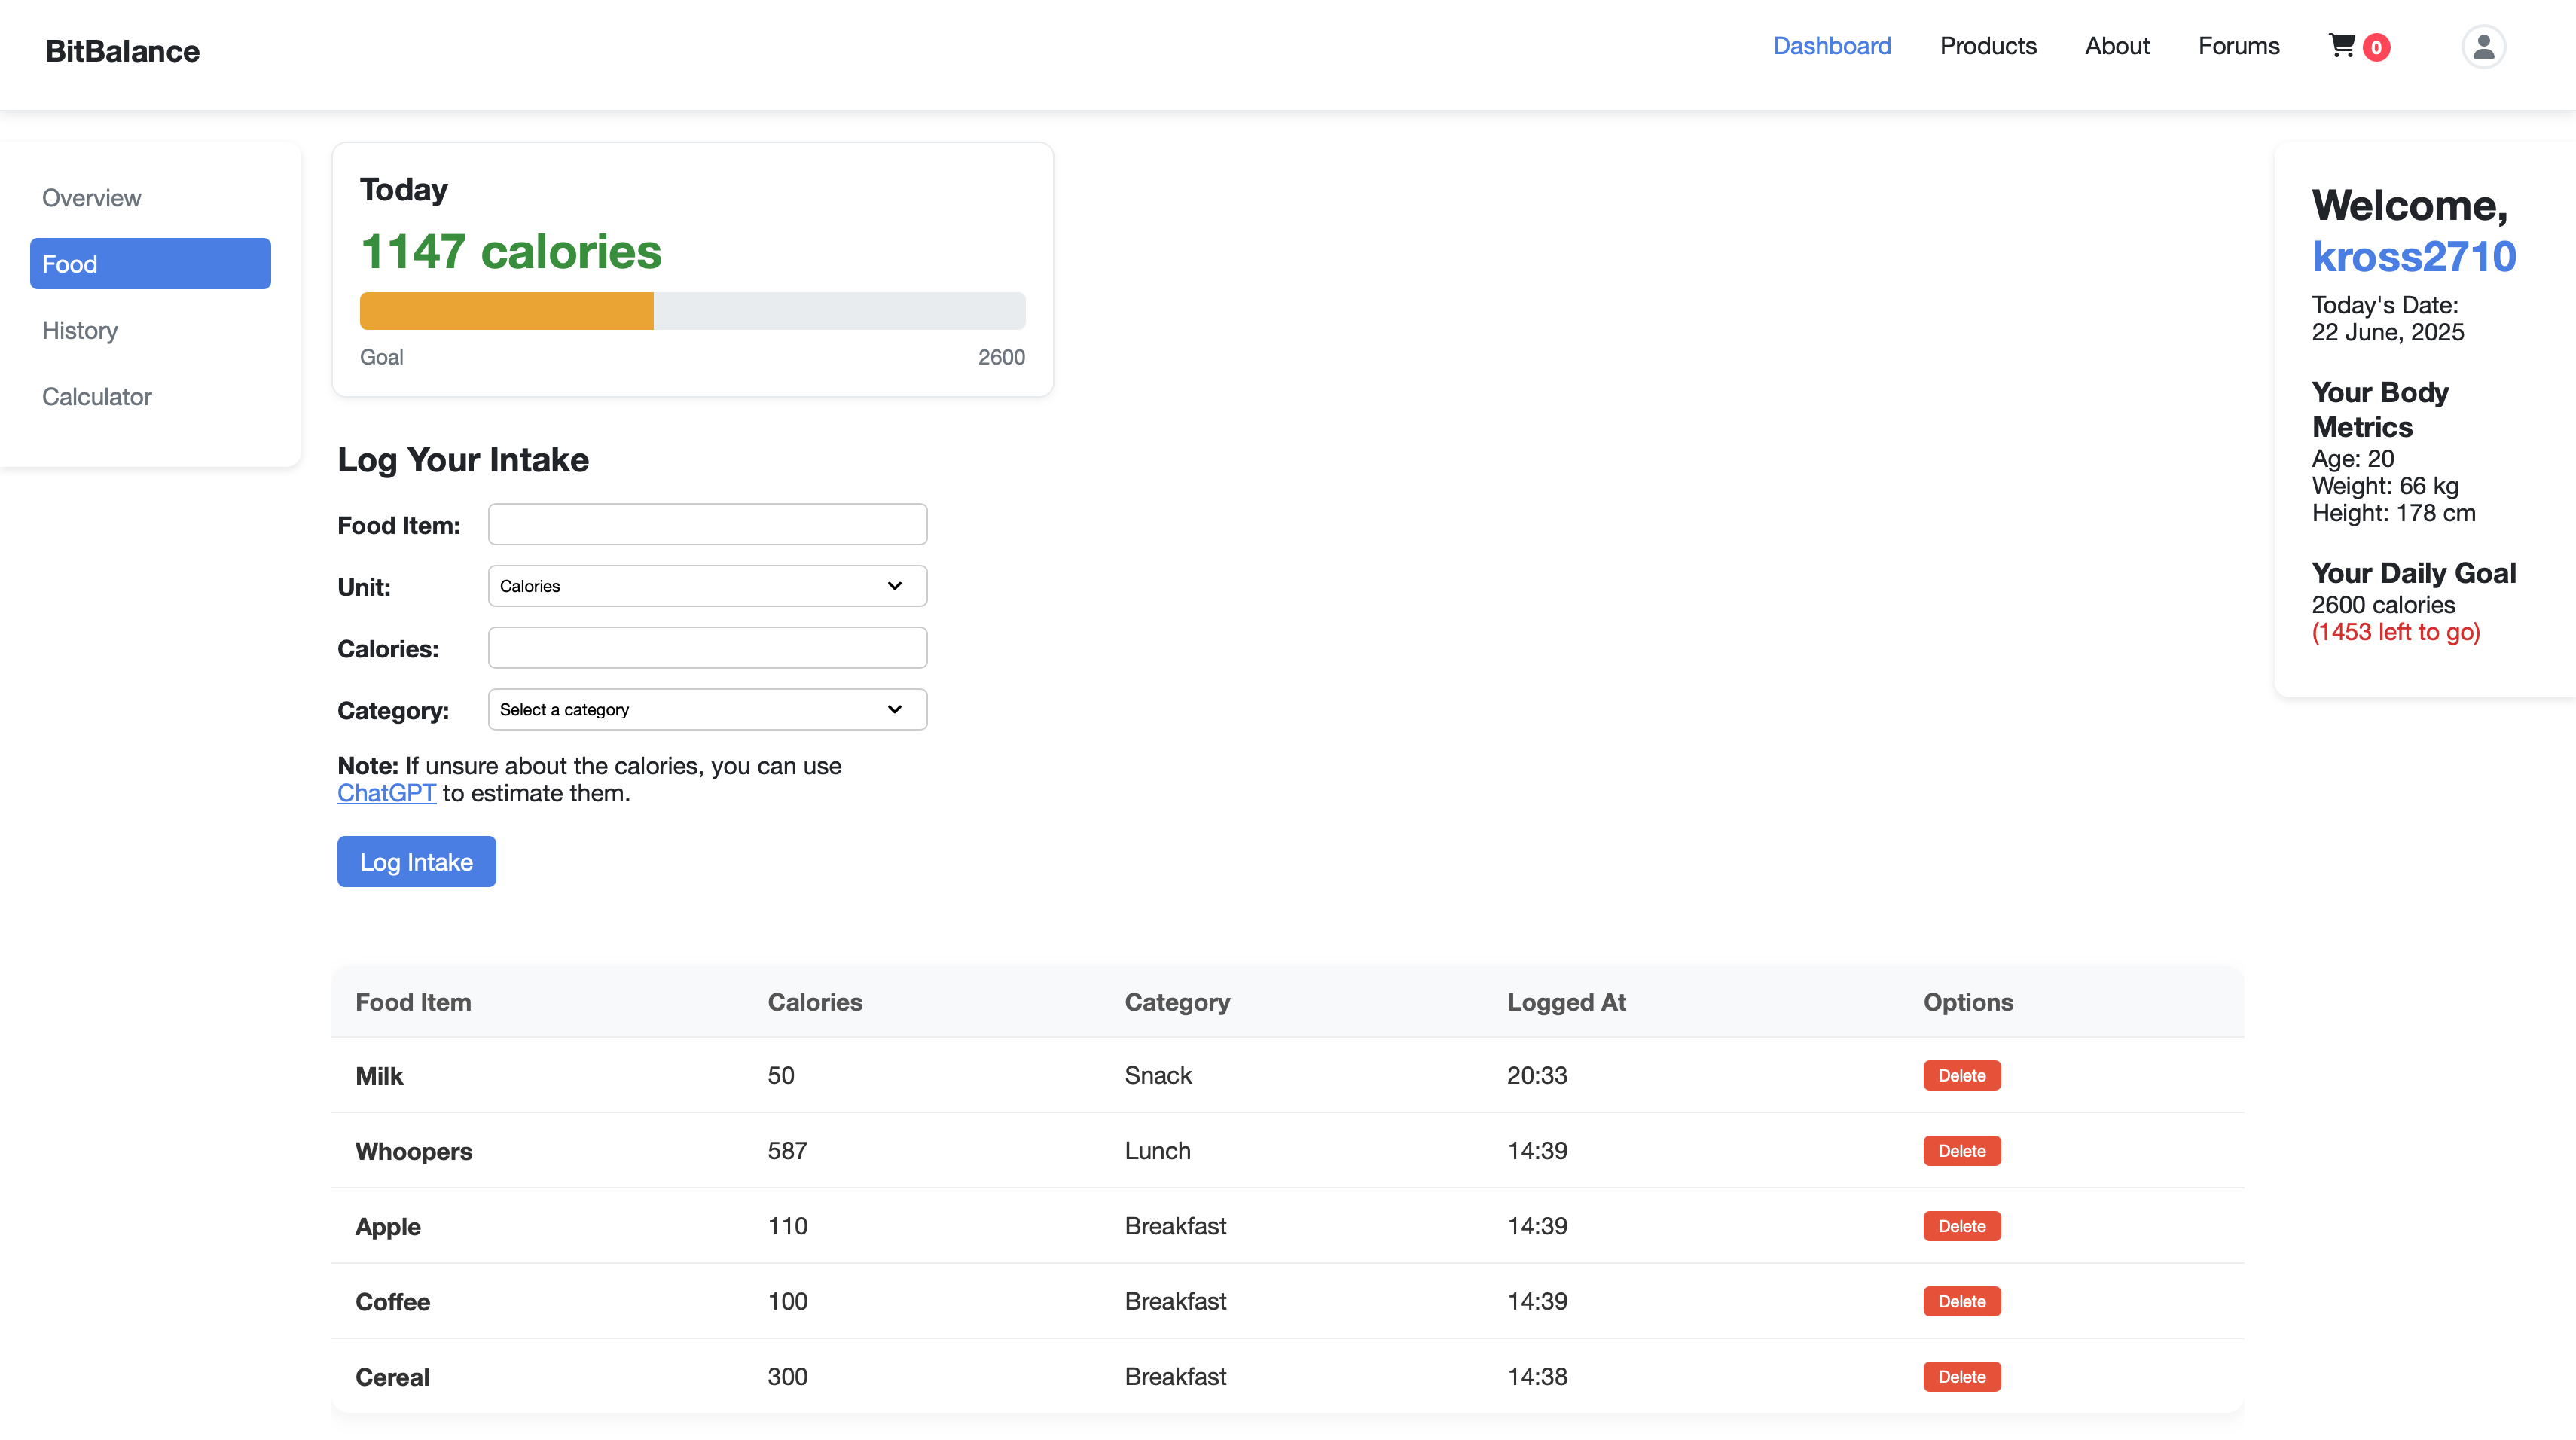 BitBalance
Dashboard
Products
About
Forums
0
Overview
Food
History
Calculator
Today
1147 calories
Goal
2600
Log Your Intake
Food Item:
Unit:
Calories
Calories:
Category:
Select a category
Note: If unsure about the calories, you can use
ChatGPT to estimate them.
Log Intake
Food Item Calories Category Logged At Options
Milk 50 Snack 20:33 Delete
Whoopers 587 Lunch 14:39 Delete
Apple 110 Breakfast 14:39 Delete
Coffee 100 Breakfast 14:39 Delete
Cereal 300 Breakfast 14:38 Delete
Welcome,
kross2710
Today's Date:
22 June, 2025
Your Body
Metrics
Age: 20
Weight: 66 kg
Height: 178 cm
Your Daily Goal
2600 calories
(1453 left to go)